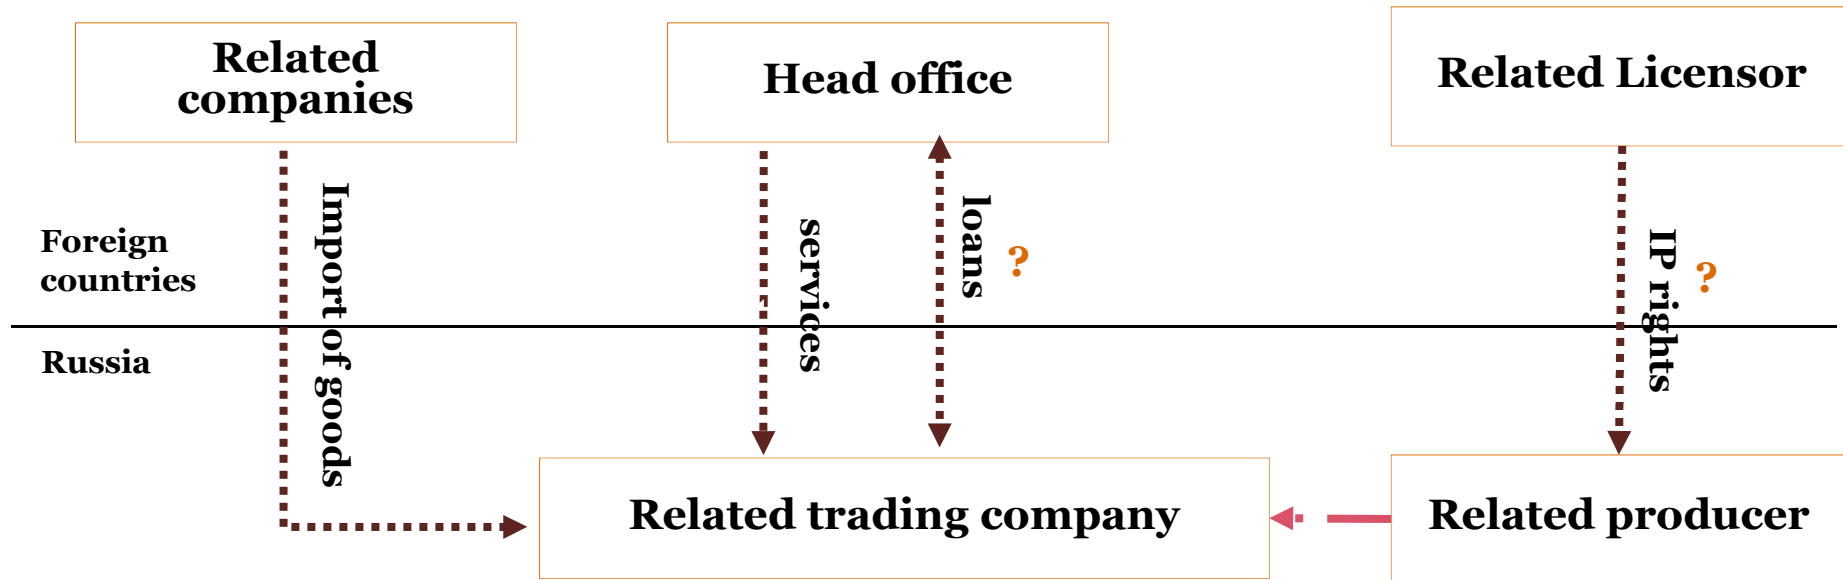 Related
companies
Head office
Related Licensor
Import of goods
services
loans
?
IP rights
?
Foreign
countries
Russia
Related trading company
Related producer